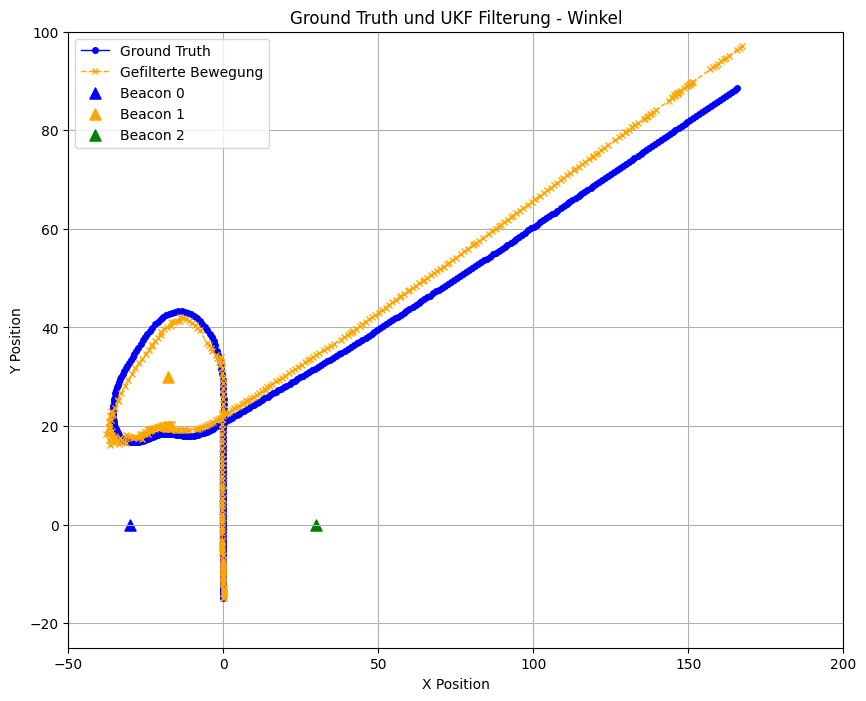 Ground Truth und UKF Filterung - Winkel
Ground Truth
Gefilterte Bewegung
Beacon 0
Beacon 1
Beacon 2
100
80
60
40
20
0
−20
Y Position
−50
0
50
100
150
200
X Position